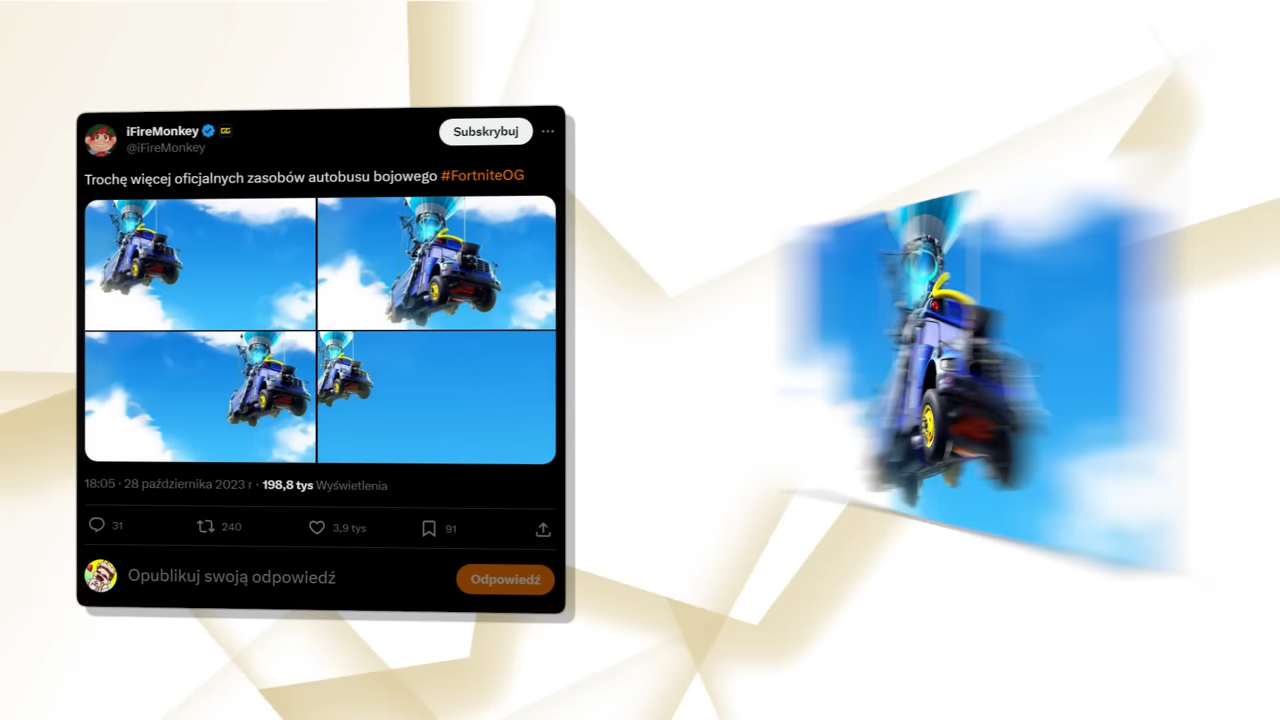 iFireMonkey
@iFireMonkey
Subskrybuj
Trochę więcej oficjalnych zasobów autobusu bojowego #FortniteOG
18:05 · 28 października 2023 r · 198,8 tys Wyświetlenia
31 240 3,9 tys 91
Opublikuj swoją odpowiedź
Odpowiedź